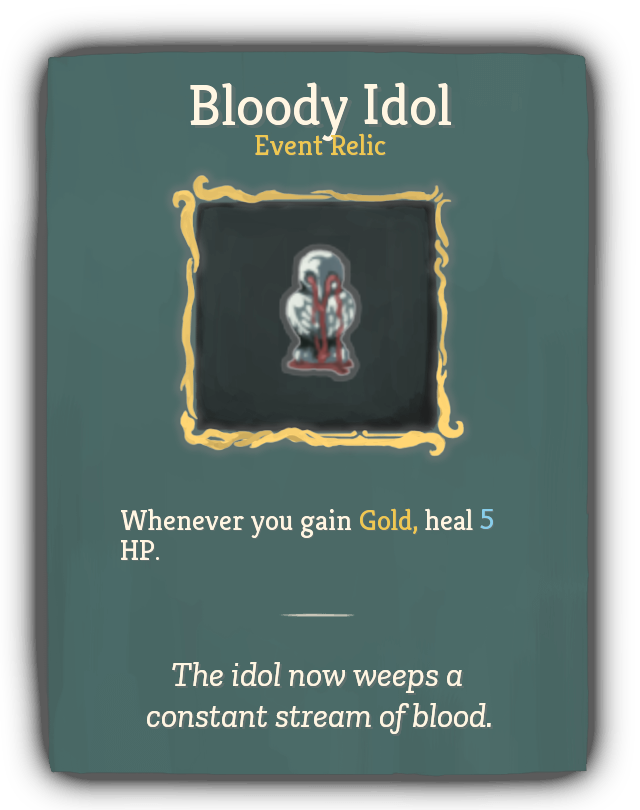 Bloody Idol
Event Relic
Whenever you gain Gold, heal 5
HP.
The idol now weeps a
constant stream of blood.